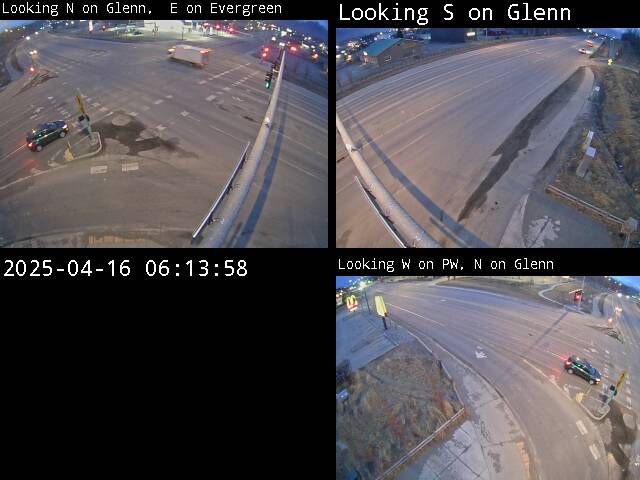 Looking N on Glenn,  E on Evergreen
Looking S on Glenn
2025-04-16 06:13:58
Looking W on PW, N on Glenn